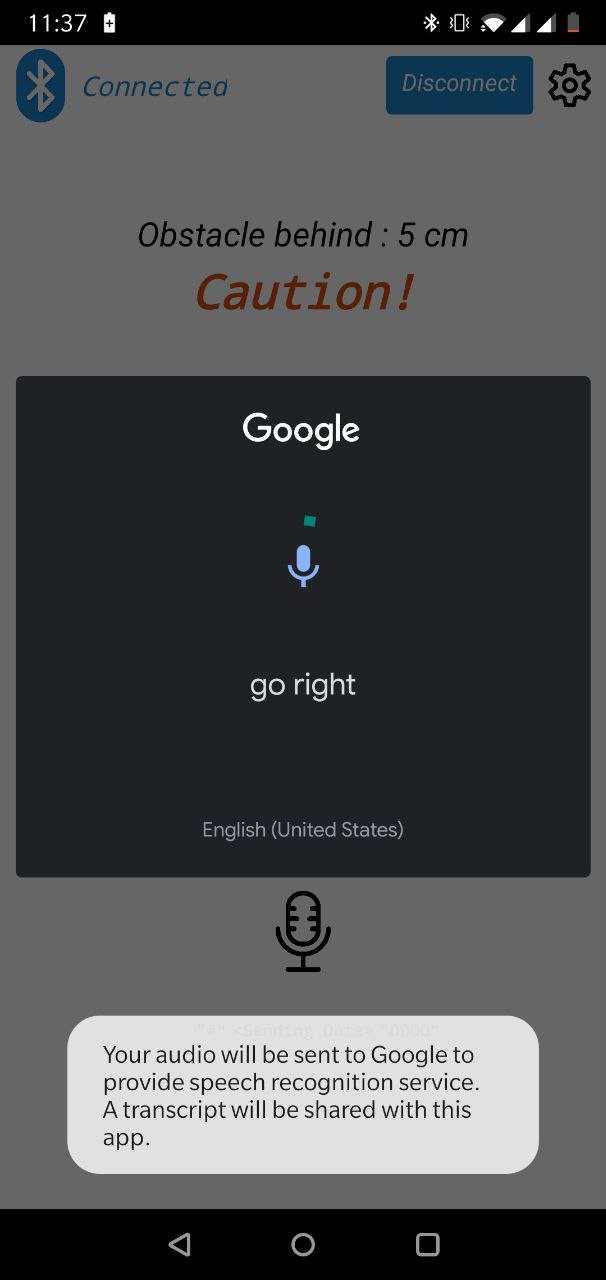 11:37
Connected
Disconnect
Obstacle behind : 5 cm
Caution!
Google
go right
English (United States)
"#" <Sending Data> "0000"
Your audio will be sent to Google to
provide speech recognition service.
A transcript will be shared with this
app.